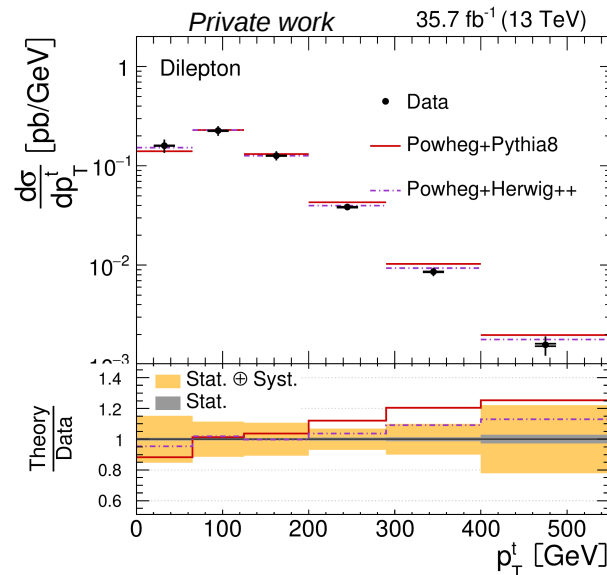 Private work 35.7 fb⁻¹ (13 TeV)
Dilepton
Data
Powheg+Pythia8
Powheg+Herwig++
dσ/dp_T^t [pb/GeV]
1
10⁻¹
10⁻²
10⁻³
Stat. ⊕ Syst.
Stat.
Theory/Data
1.4
1.2
1
0.8
0.6
0 100 200 300 400 500
p_T^t [GeV]